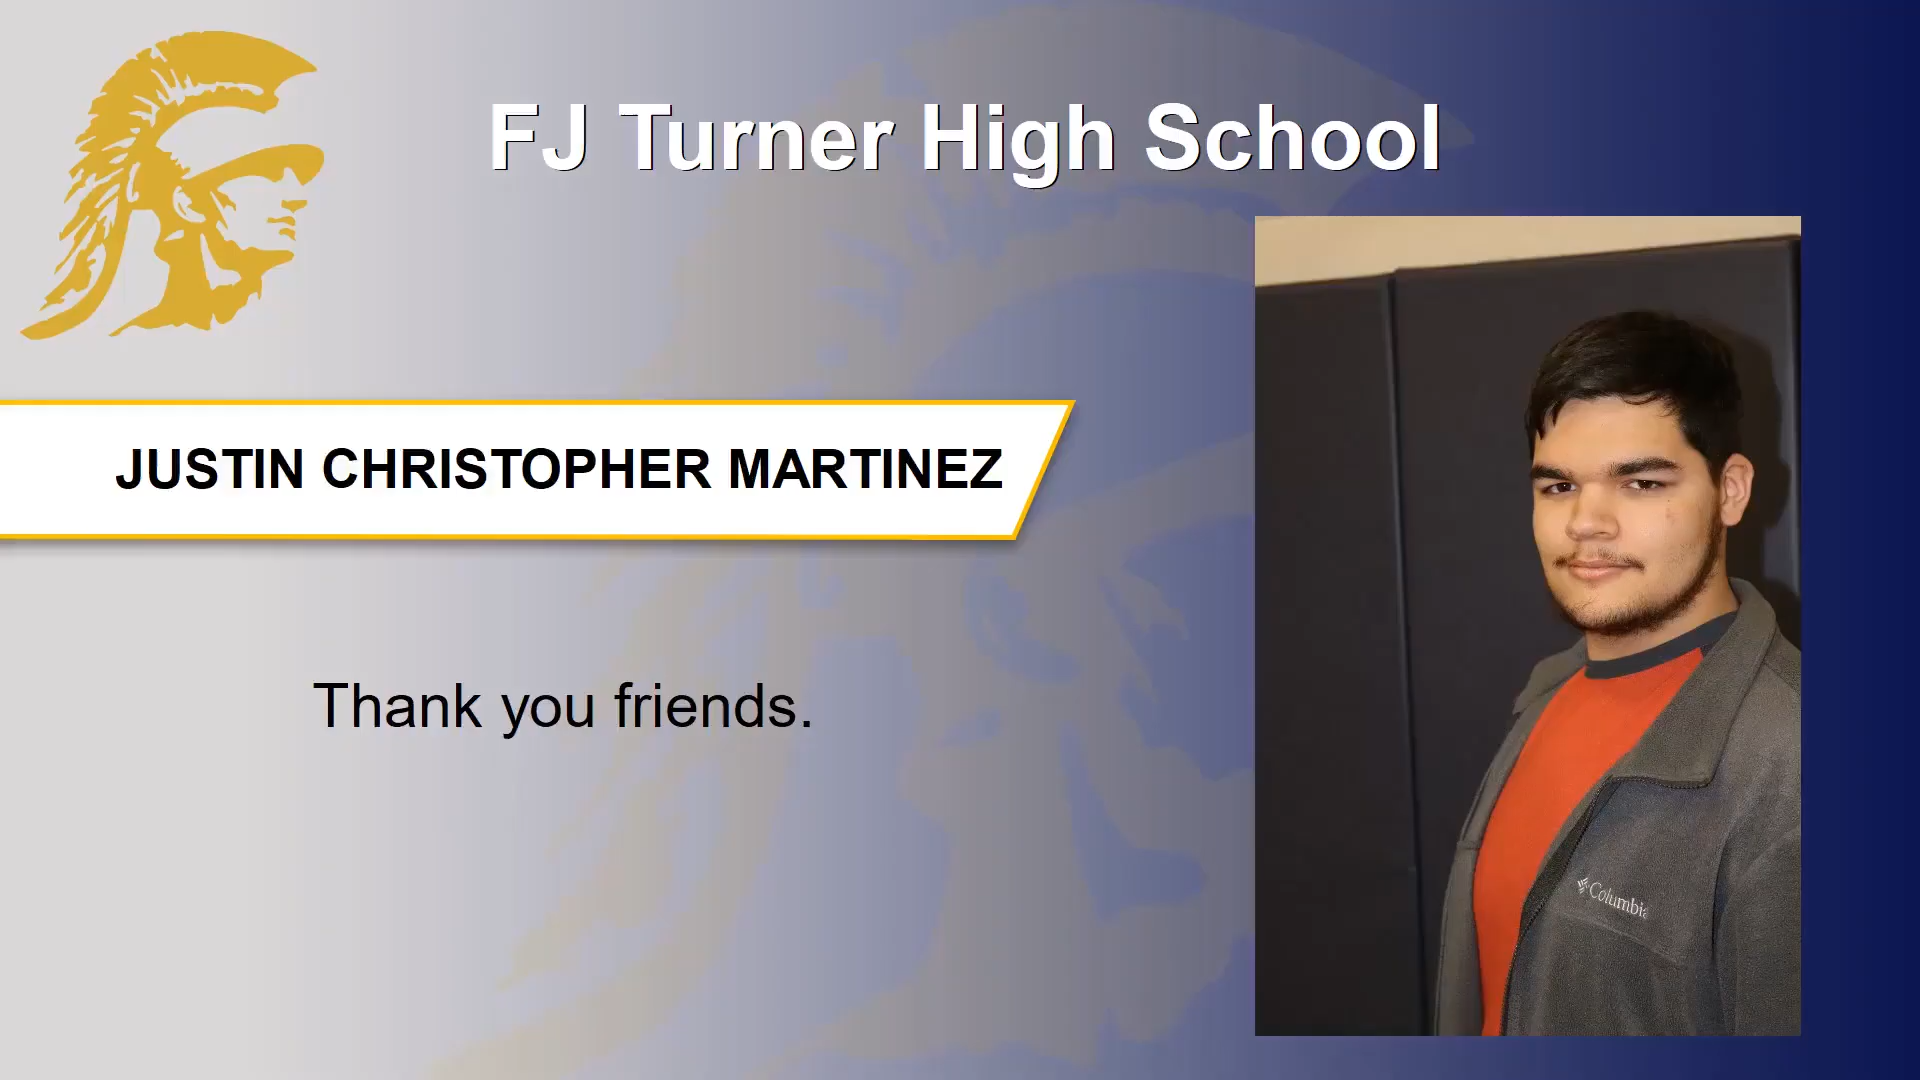 FJ Turner High School
JUSTIN CHRISTOPHER MARTINEZ
Thank you friends.
Columbia